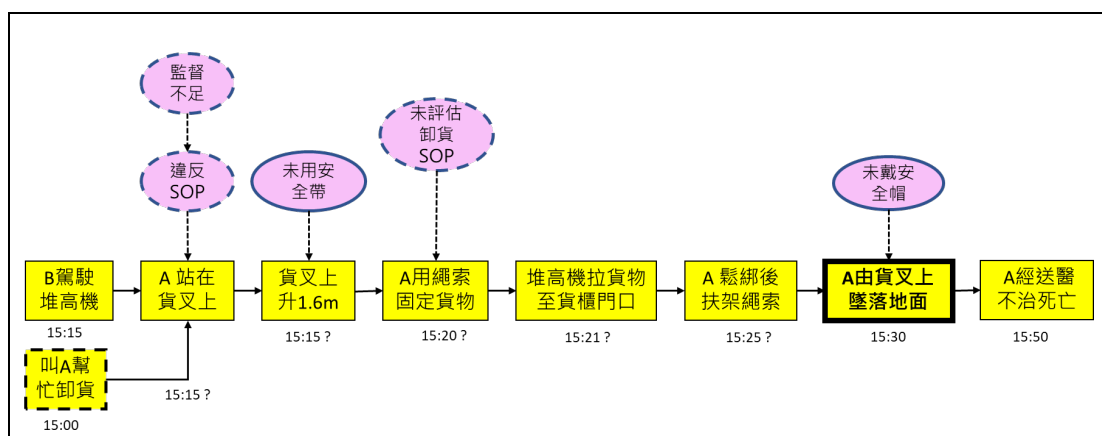 監督
不足
違反
SOP
未用安
全帶
未評估
卸貨
SOP
未戴安
全帽
B駕駛
堆高機
15:15
A 站在
貨叉上
貨叉上
升1.6m
15:15 ?
A用繩索
固定貨物
15:20 ?
堆高機拉貨物
至貨櫃門口
15:21 ?
A 鬆綁後
扶架繩索
15:25 ?
A由貨叉上
墜落地面
15:30
A經送醫
不治死亡
15:50
叫A幫
忙卸貨
15:00
15:15 ?